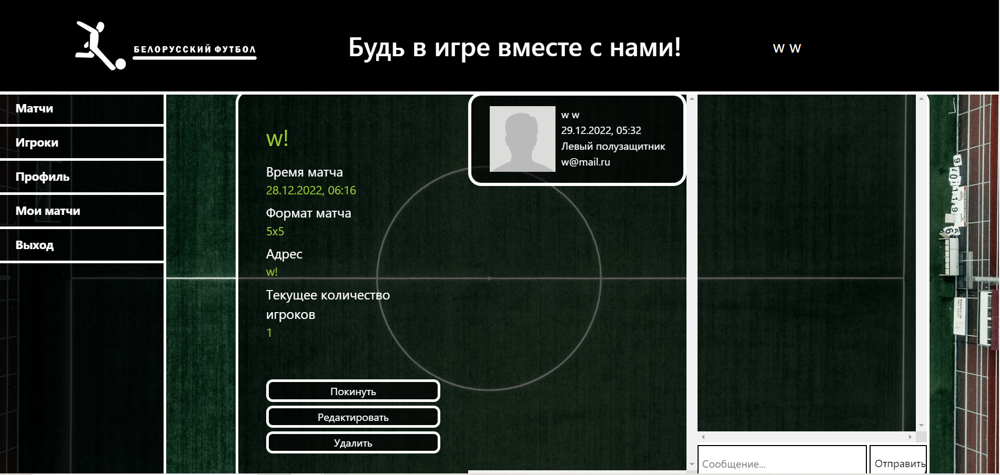 БЕЛОРУССКИЙ ФУТБОЛ
Будь в игре вместе с нами!
w w
Матчи
Игроки
Профиль
Мои матчи
Выход
w!
Время матча
28.12.2022, 06:16
Формат матча
5x5
Адрес
w!
Текущее количество
игроков
1
Покинуть
Редактировать
Удалить
w w
29.12.2022, 05:32
Левый полузащитник
w@mail.ru
Сообщение...
Отправить